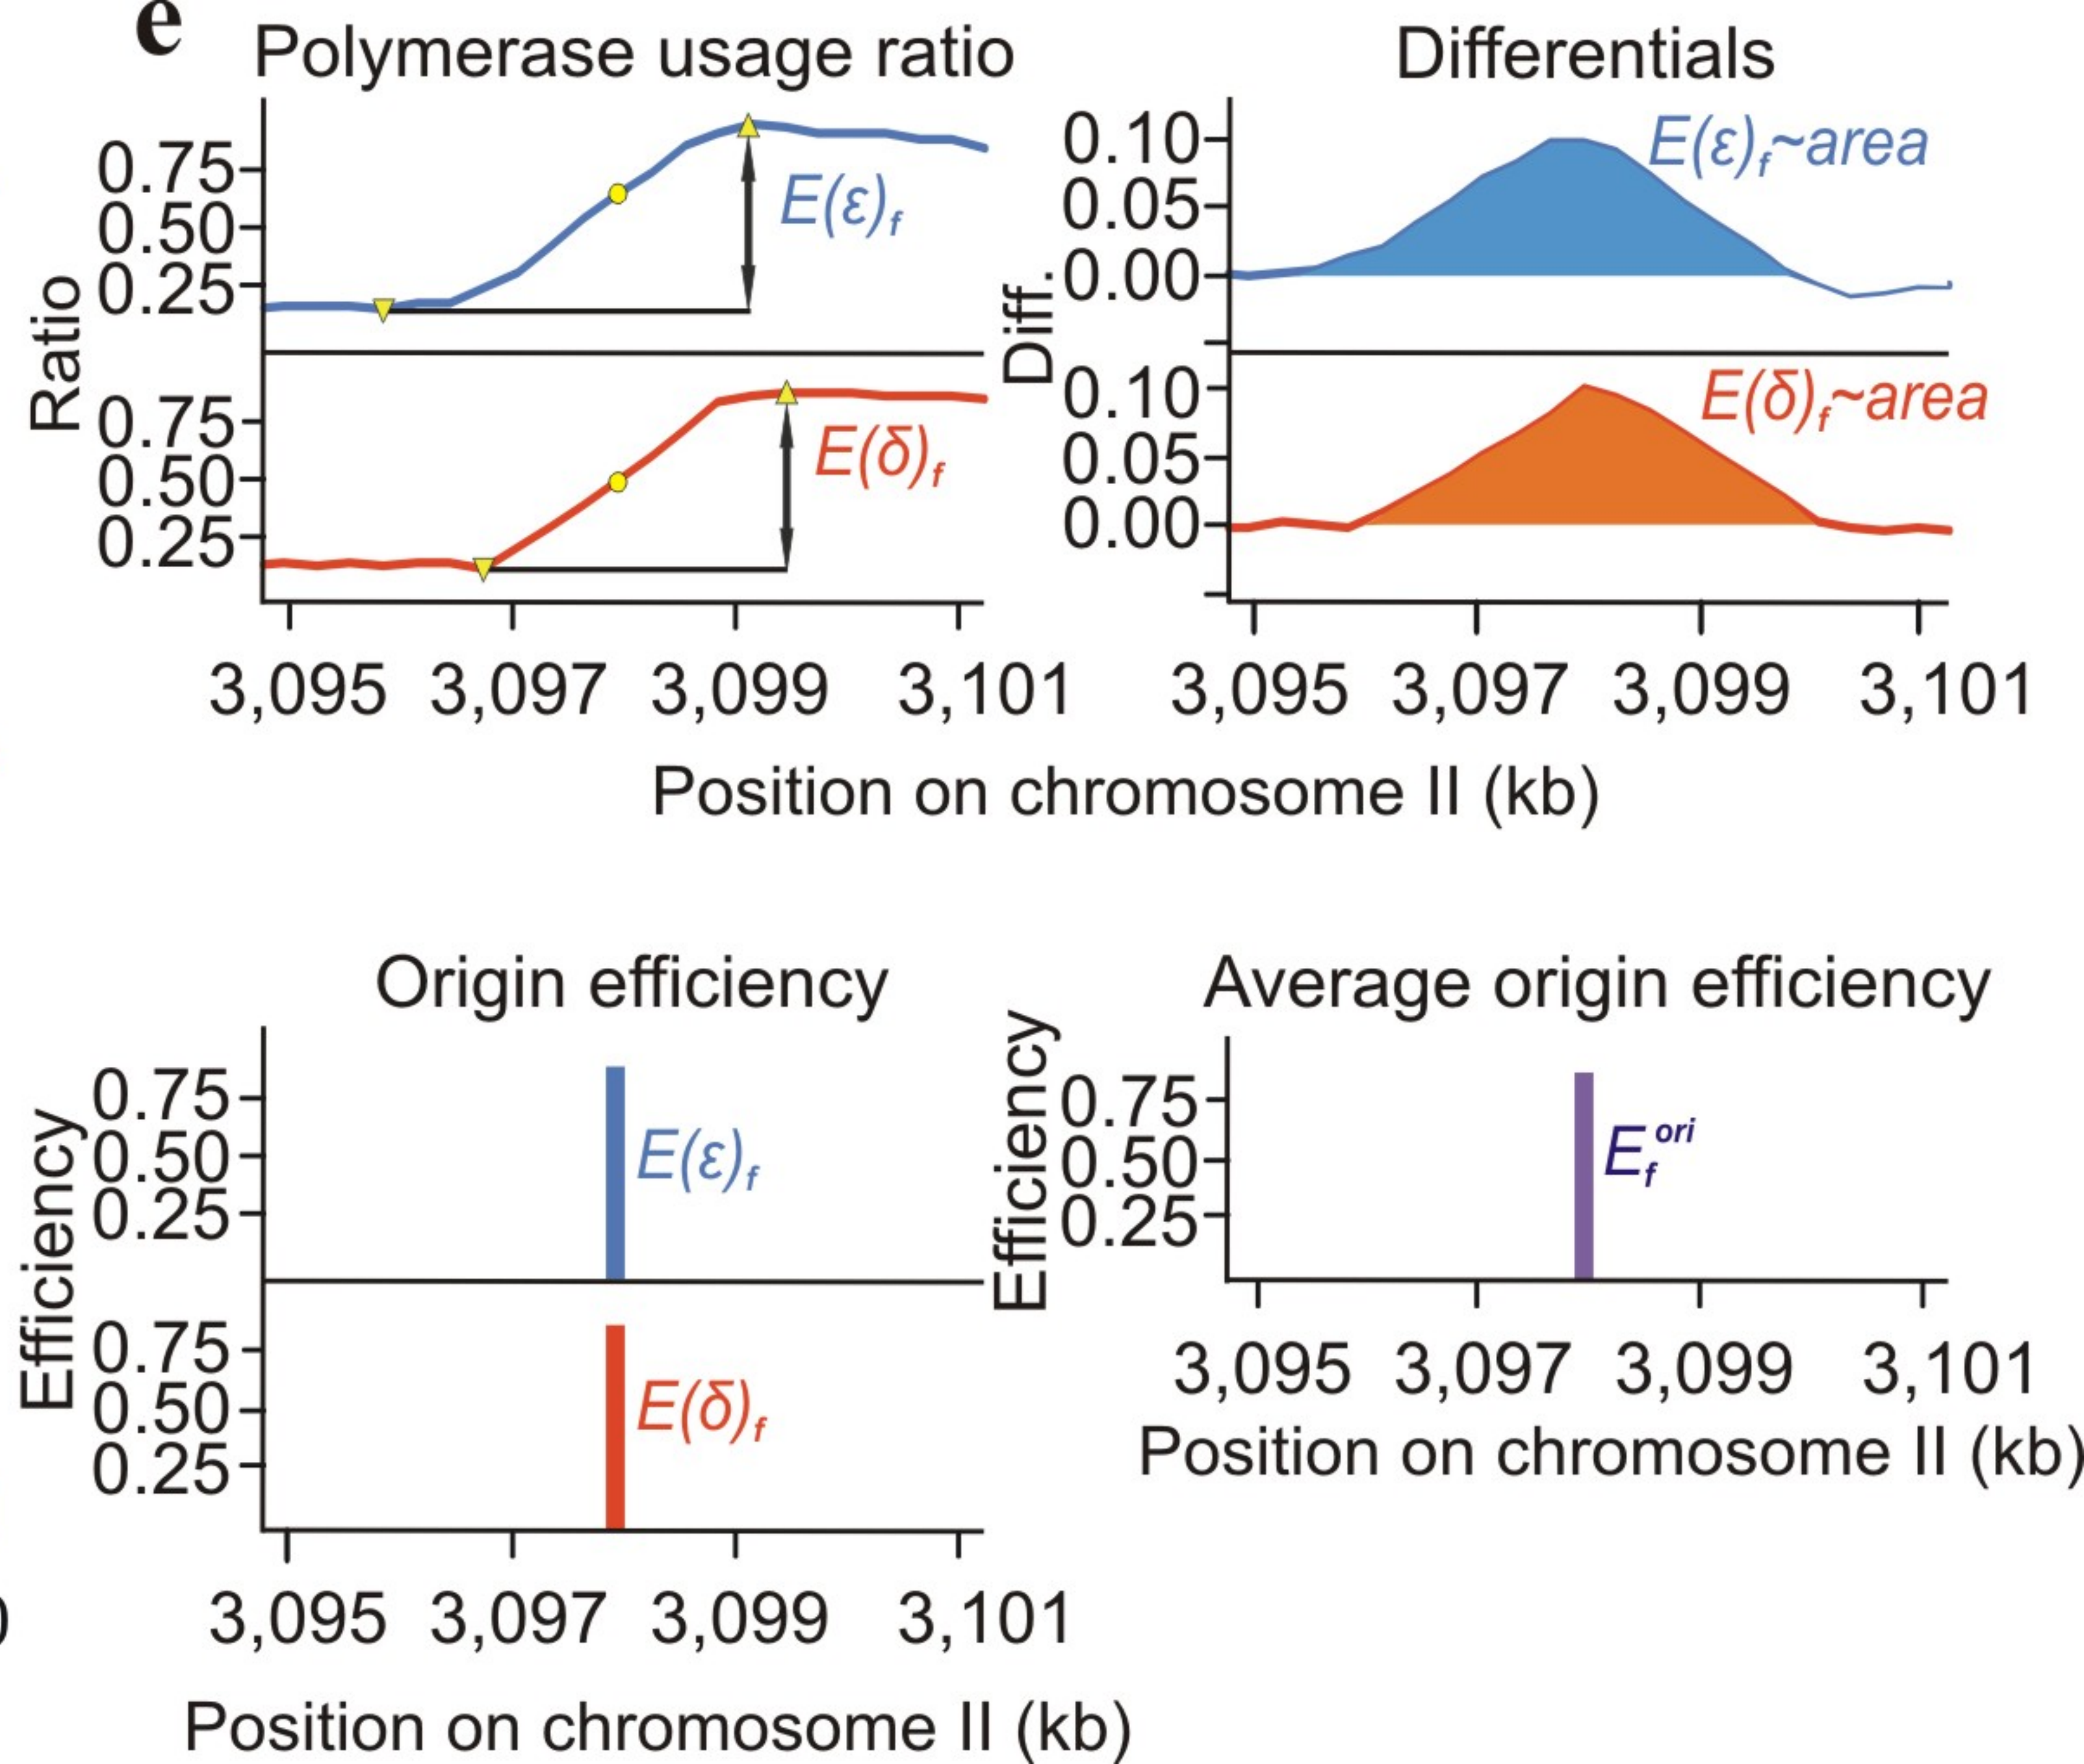 e
Polymerase usage ratio
Ratio
0.75
0.50
0.25
E(ε)f
0.75
0.50
0.25
E(δ)f
3,095 3,097 3,099 3,101
Differentials
Diff.
0.10
0.05
0.00
E(ε)f~area
0.10
0.05
0.00
E(δ)f~area
3,095 3,097 3,099 3,101
Position on chromosome II (kb)
Origin efficiency
Efficiency
0.75
0.50
0.25
E(ε)f
0.75
0.50
0.25
E(δ)f
3,095 3,097 3,099 3,101
Position on chromosome II (kb)
Average origin efficiency
Efficiency
0.75
0.50
0.25
Ef ori
3,095 3,097 3,099 3,101
Position on chromosome II (kb)